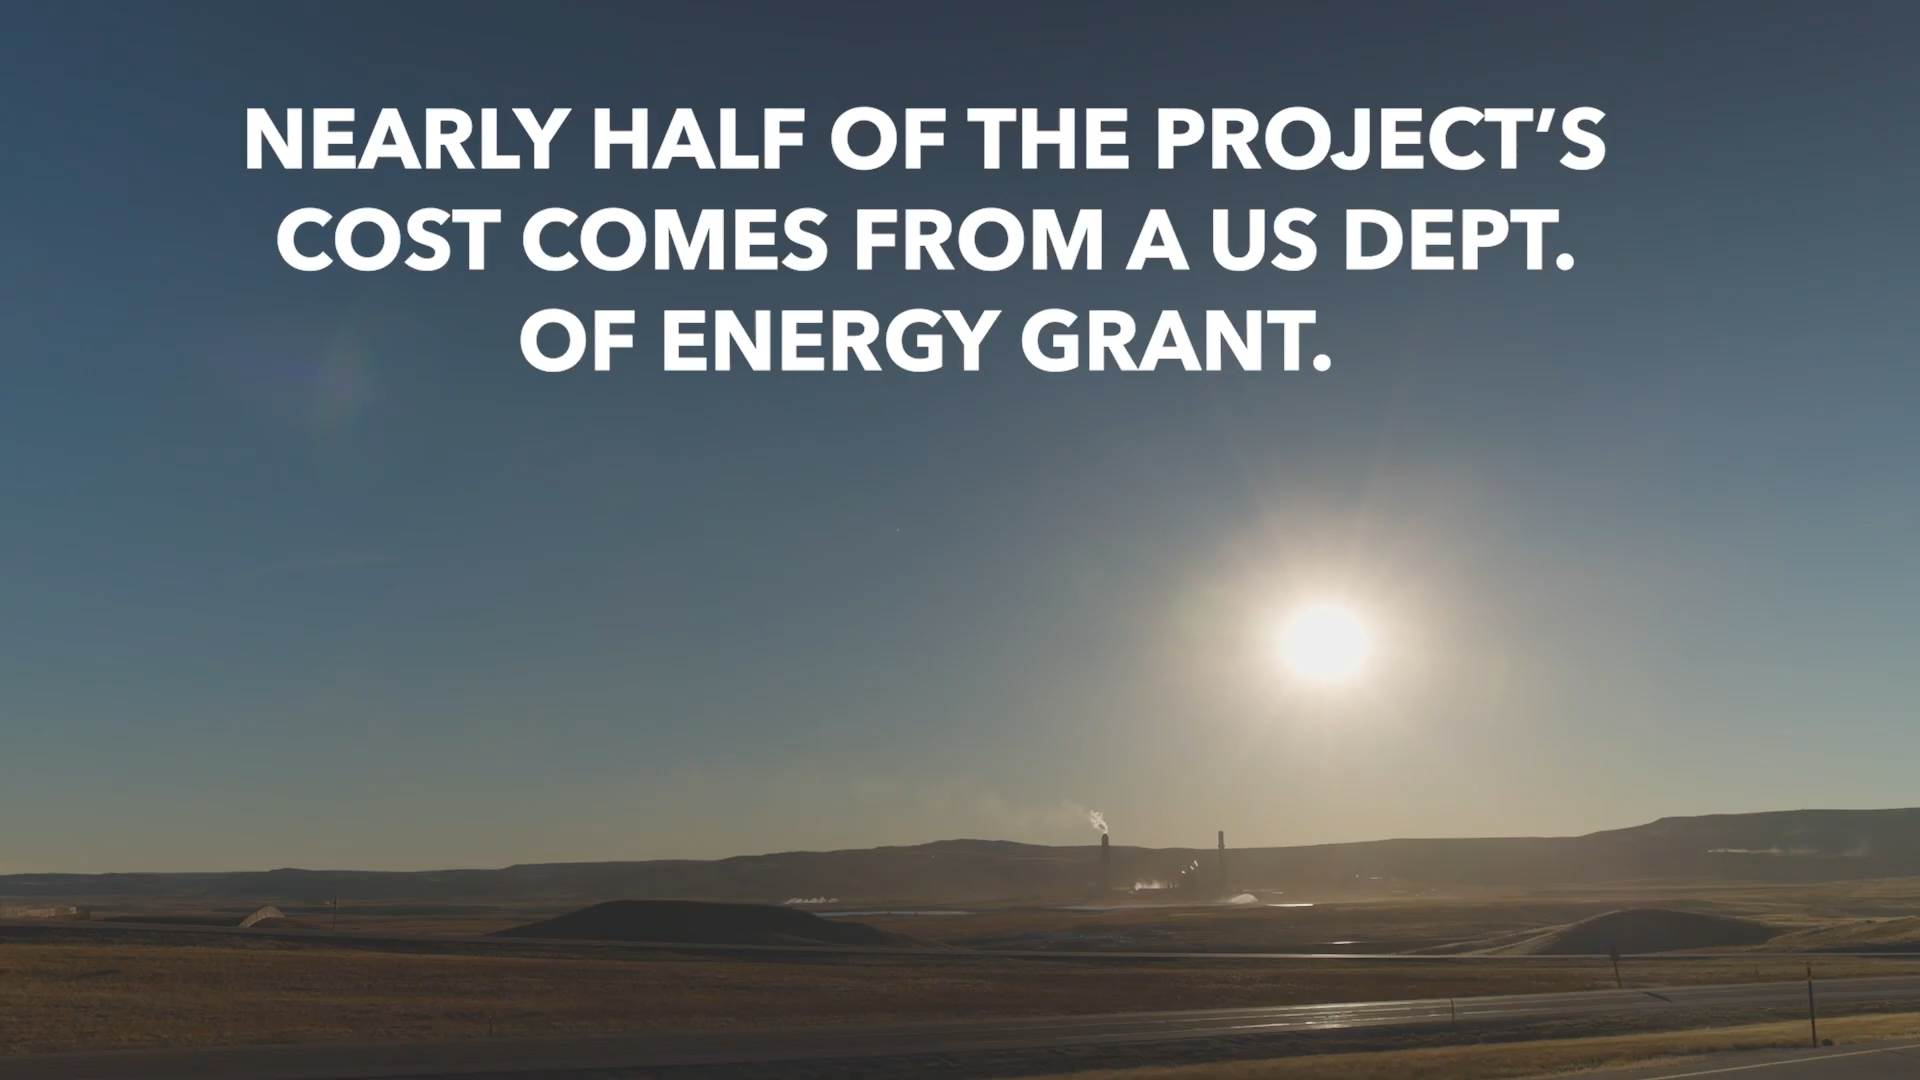 NEARLY HALF OF THE PROJECT’S
COST COMES FROM A US DEPT.
OF ENERGY GRANT.